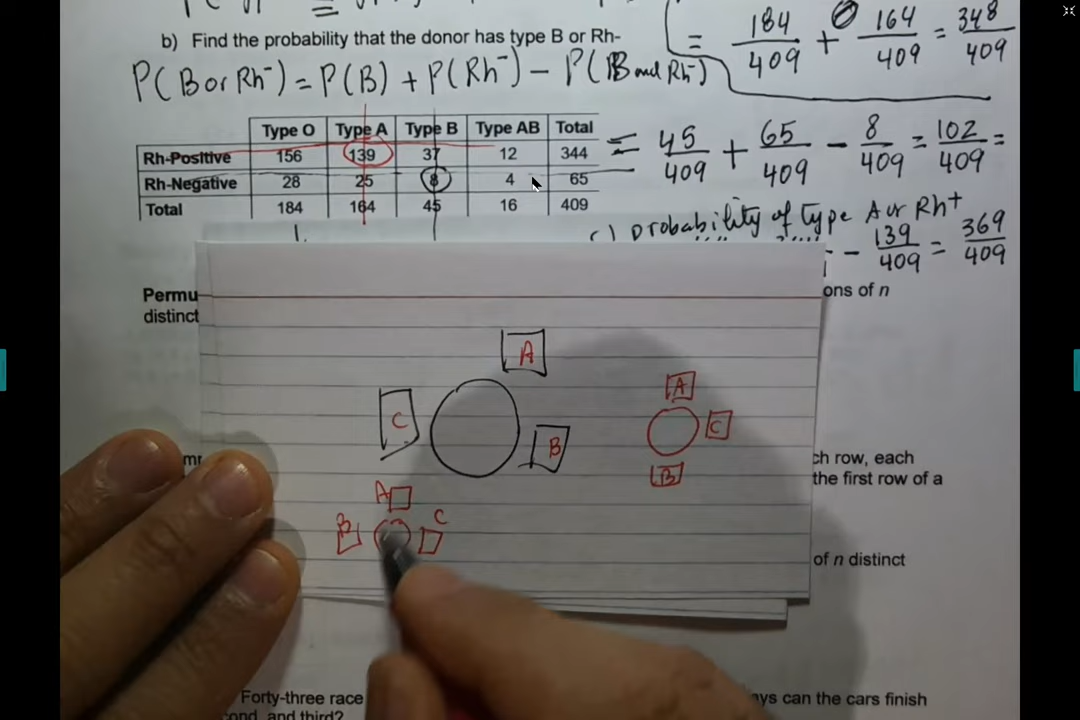 184/409 + 164/409 = 348/409
b) Find the probability that the donor has type B or Rh-
P(B or Rh⁻) = P(B) + P(Rh⁻) - P(B and Rh⁻)
Type O Type A Type B Type AB Total
Rh-Positive 156 139 37 12 344
Rh-Negative 28 25 8 4 65
Total 184 164 45 16 409
= 45/409 + 65/409 - 8/409 = 102/409 =
c) probability of type A or Rh+
- 139/409 = 369/409
Permu
ons of n
distinct
A
C
B
A
C
B
A
B
C
ch row, each
the first row of a
of n distinct
Forty-three race
ays can the cars finish
ond, and third?